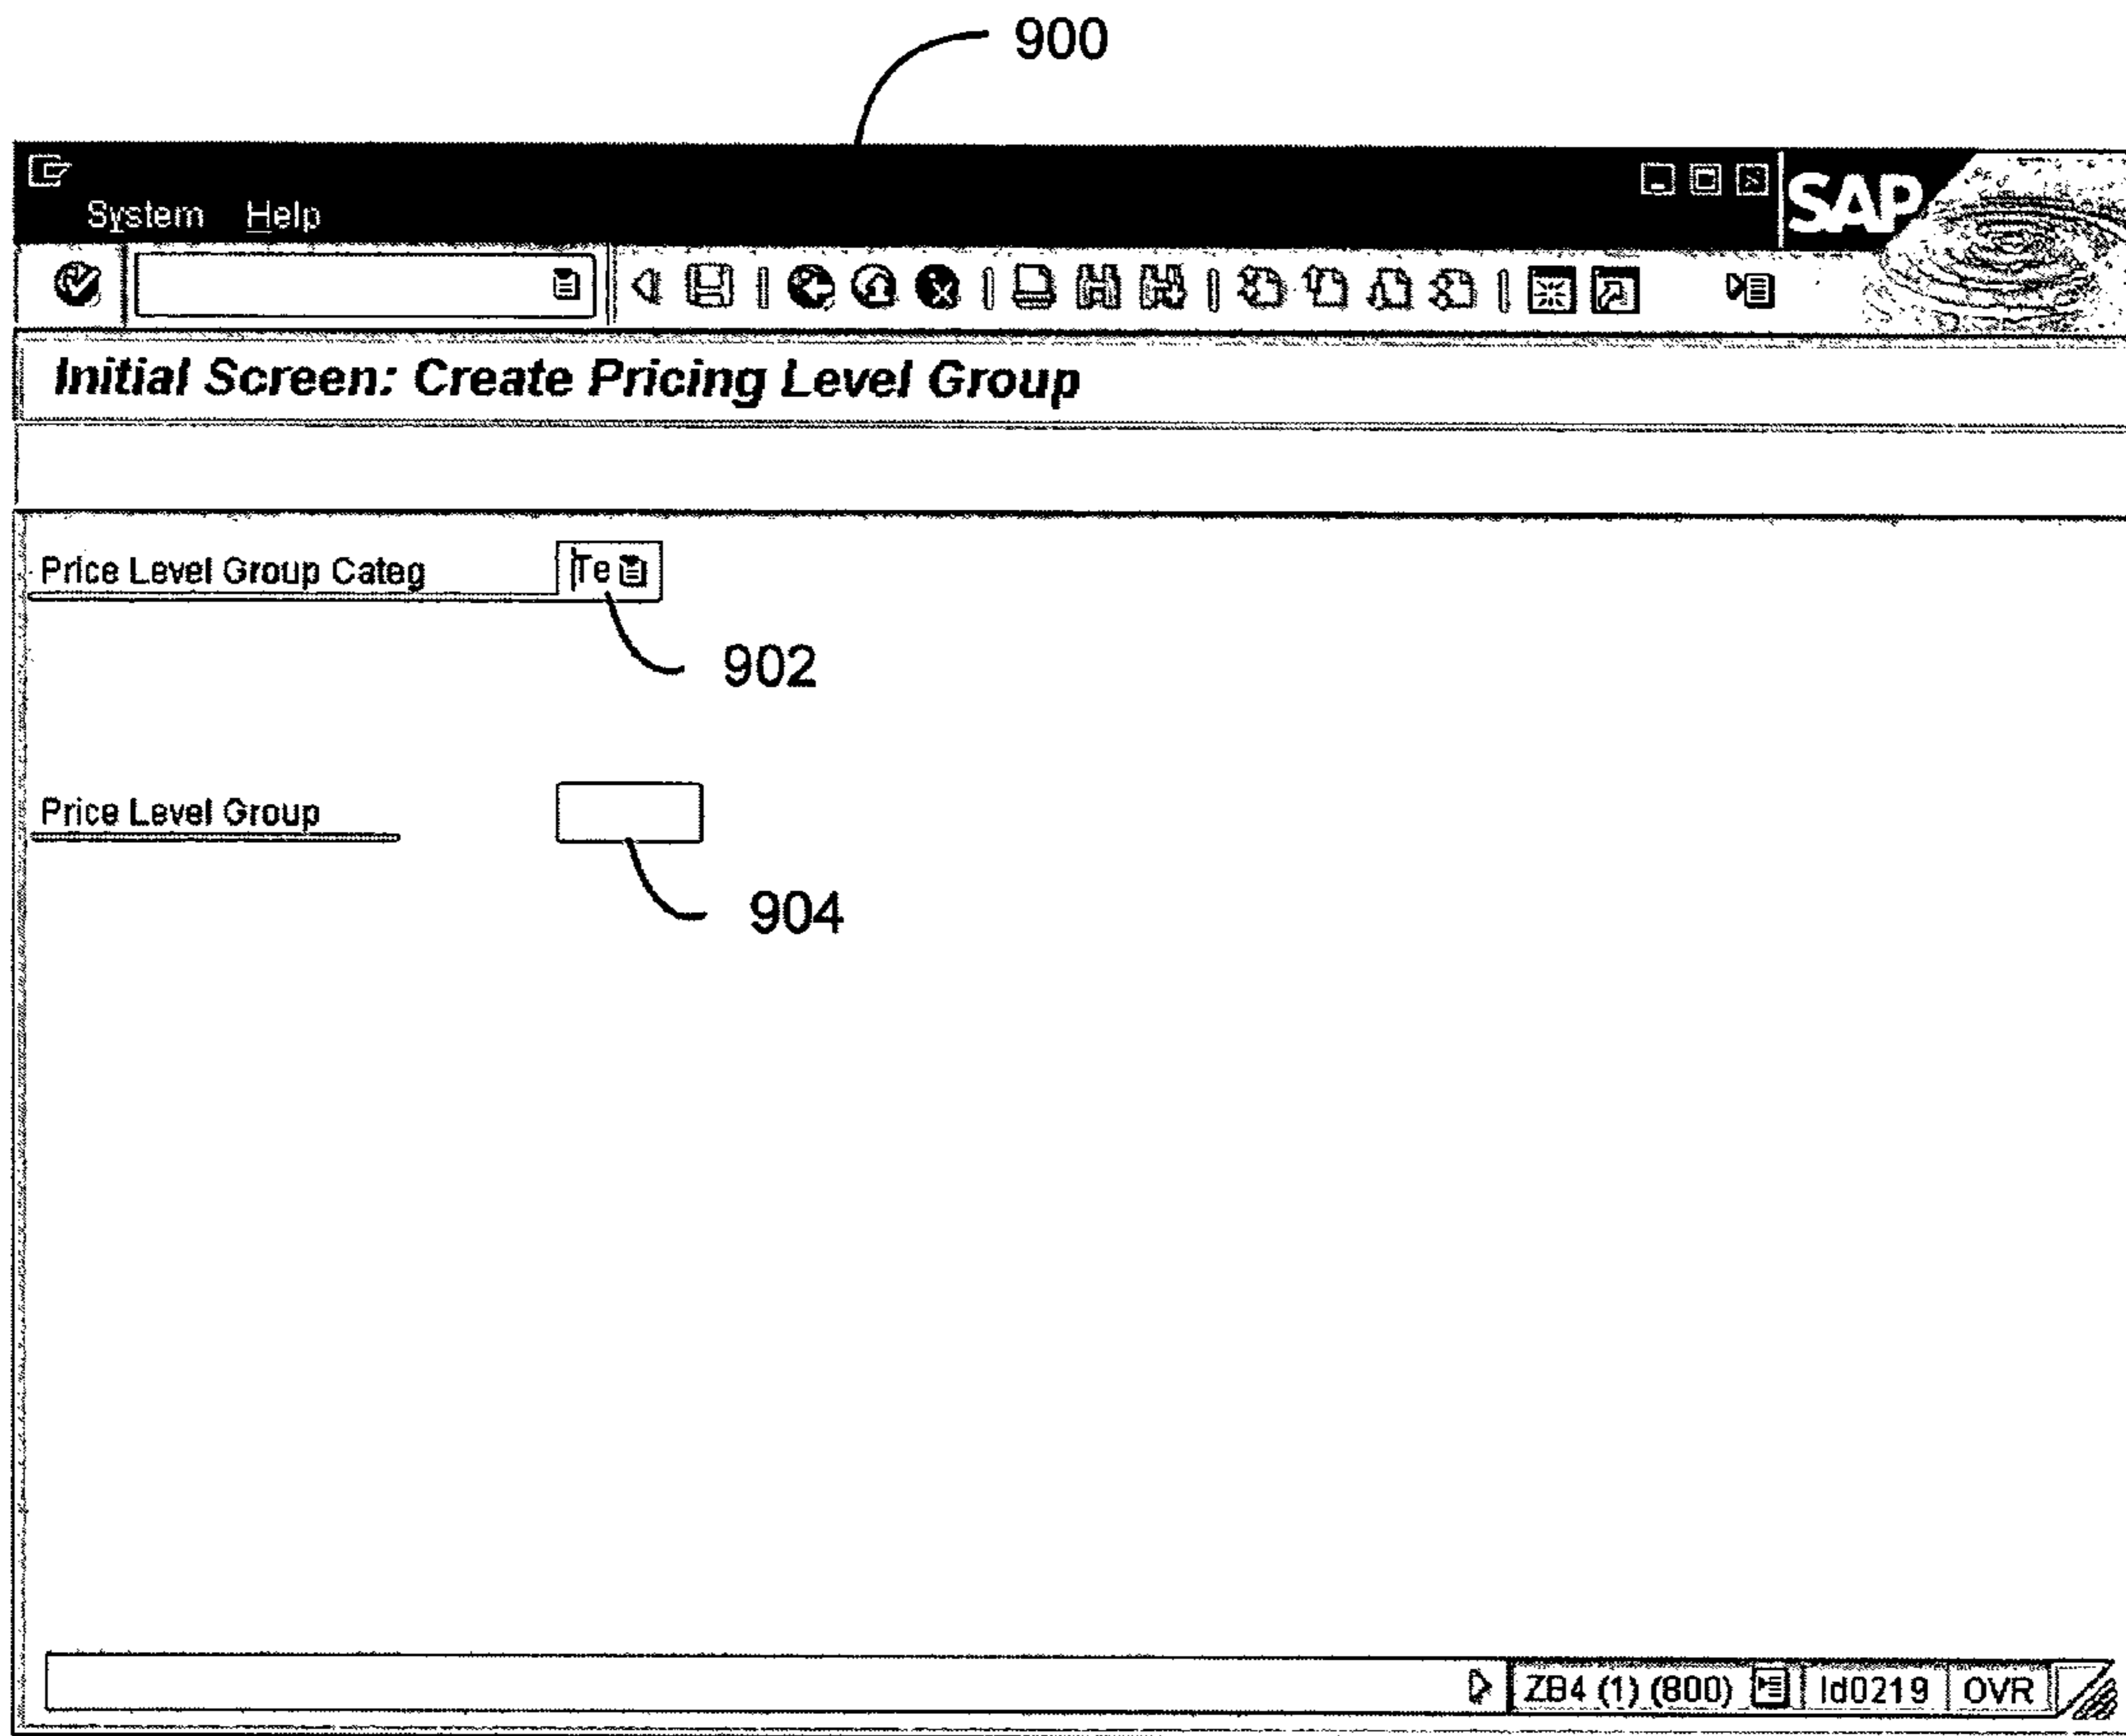 900
SAP
System Help
Initial Screen: Create Pricing Level Group
Price Level Group Categ Te
902
Price Level Group
904
ZB4 (1) (800) ld0219 OVR